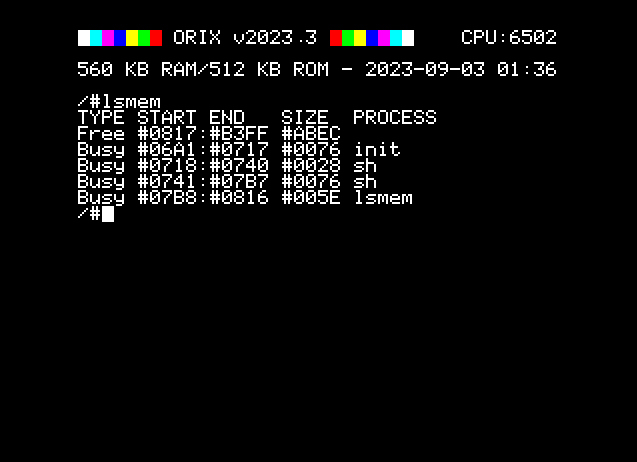 ORIX v2023.3 CPU:6502
560 KB RAM/512 KB ROM - 2023-09-03 01:36
/#lsmem
TYPE START END SIZE PROCESS
Free #0817:#B3FF #ABEC
Busy #06A1:#0717 #0076 init
Busy #0718:#0740 #0028 sh
Busy #0741:#07B7 #0076 sh
Busy #07B8:#0816 #005E lsmem
/#